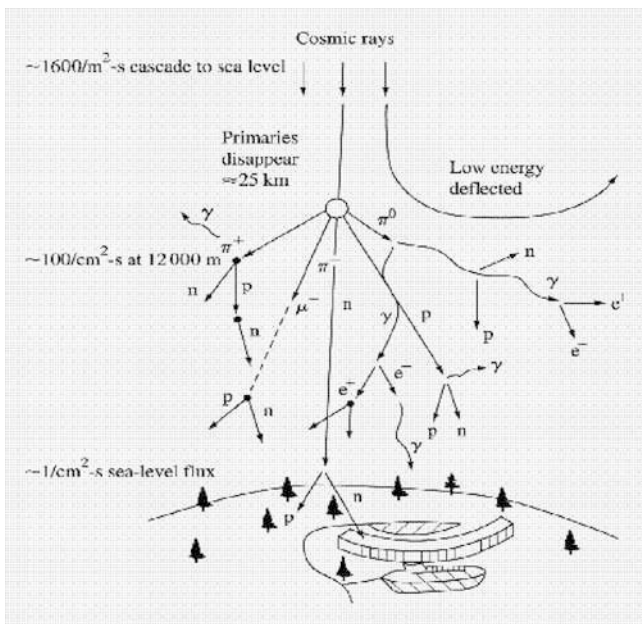 Cosmic rays
~1600/m²-s cascade to sea level
Primaries
disappear
≈25 km
Low energy
deflected
γ
π⁰
π⁺
~100/cm²-s at 12 000 m
π⁻
n
γ
n
p
μ⁻
n
γ
p
p
e⁺
n
e⁻
e⁺
e⁻
γ
p
n
p
n
γ
~1/cm²-s sea-level flux
n
p